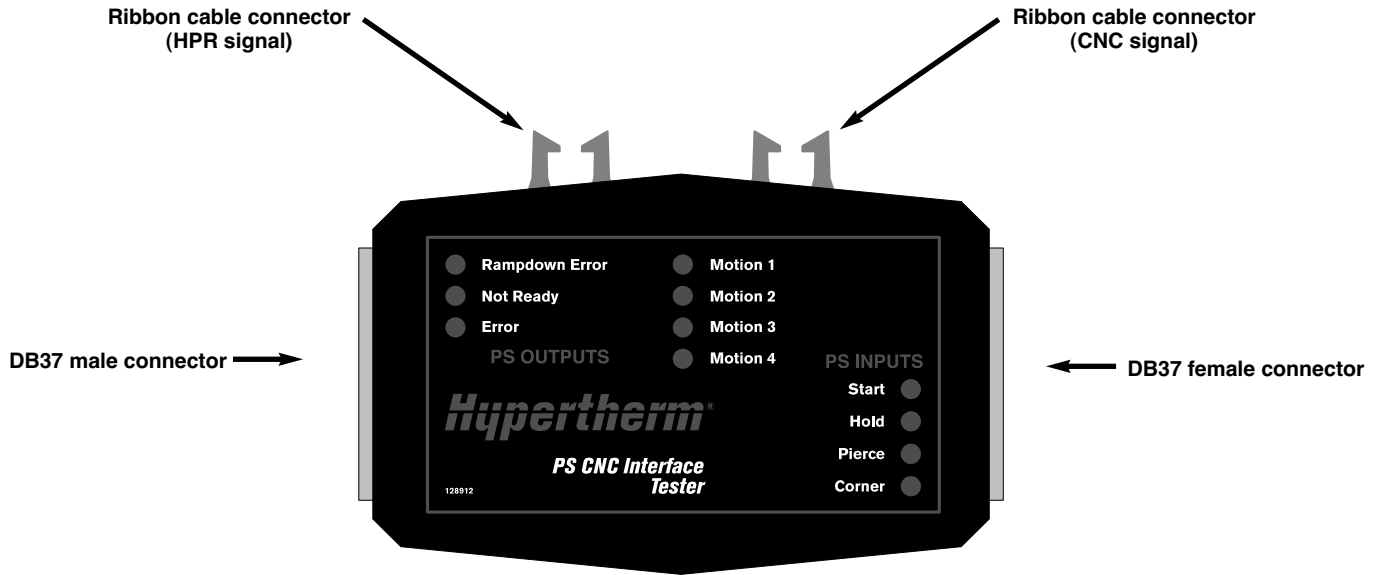 Ribbon cable connector
(HPR signal)
Ribbon cable connector
(CNC signal)
Rampdown Error
Not Ready
Error
PS OUTPUTS
Motion 1
Motion 2
Motion 3
Motion 4
PS INPUTS
Start
Hold
Pierce
Corner
DB37 male connector
DB37 female connector
Hypertherm®
PS CNC Interface
Tester
128912